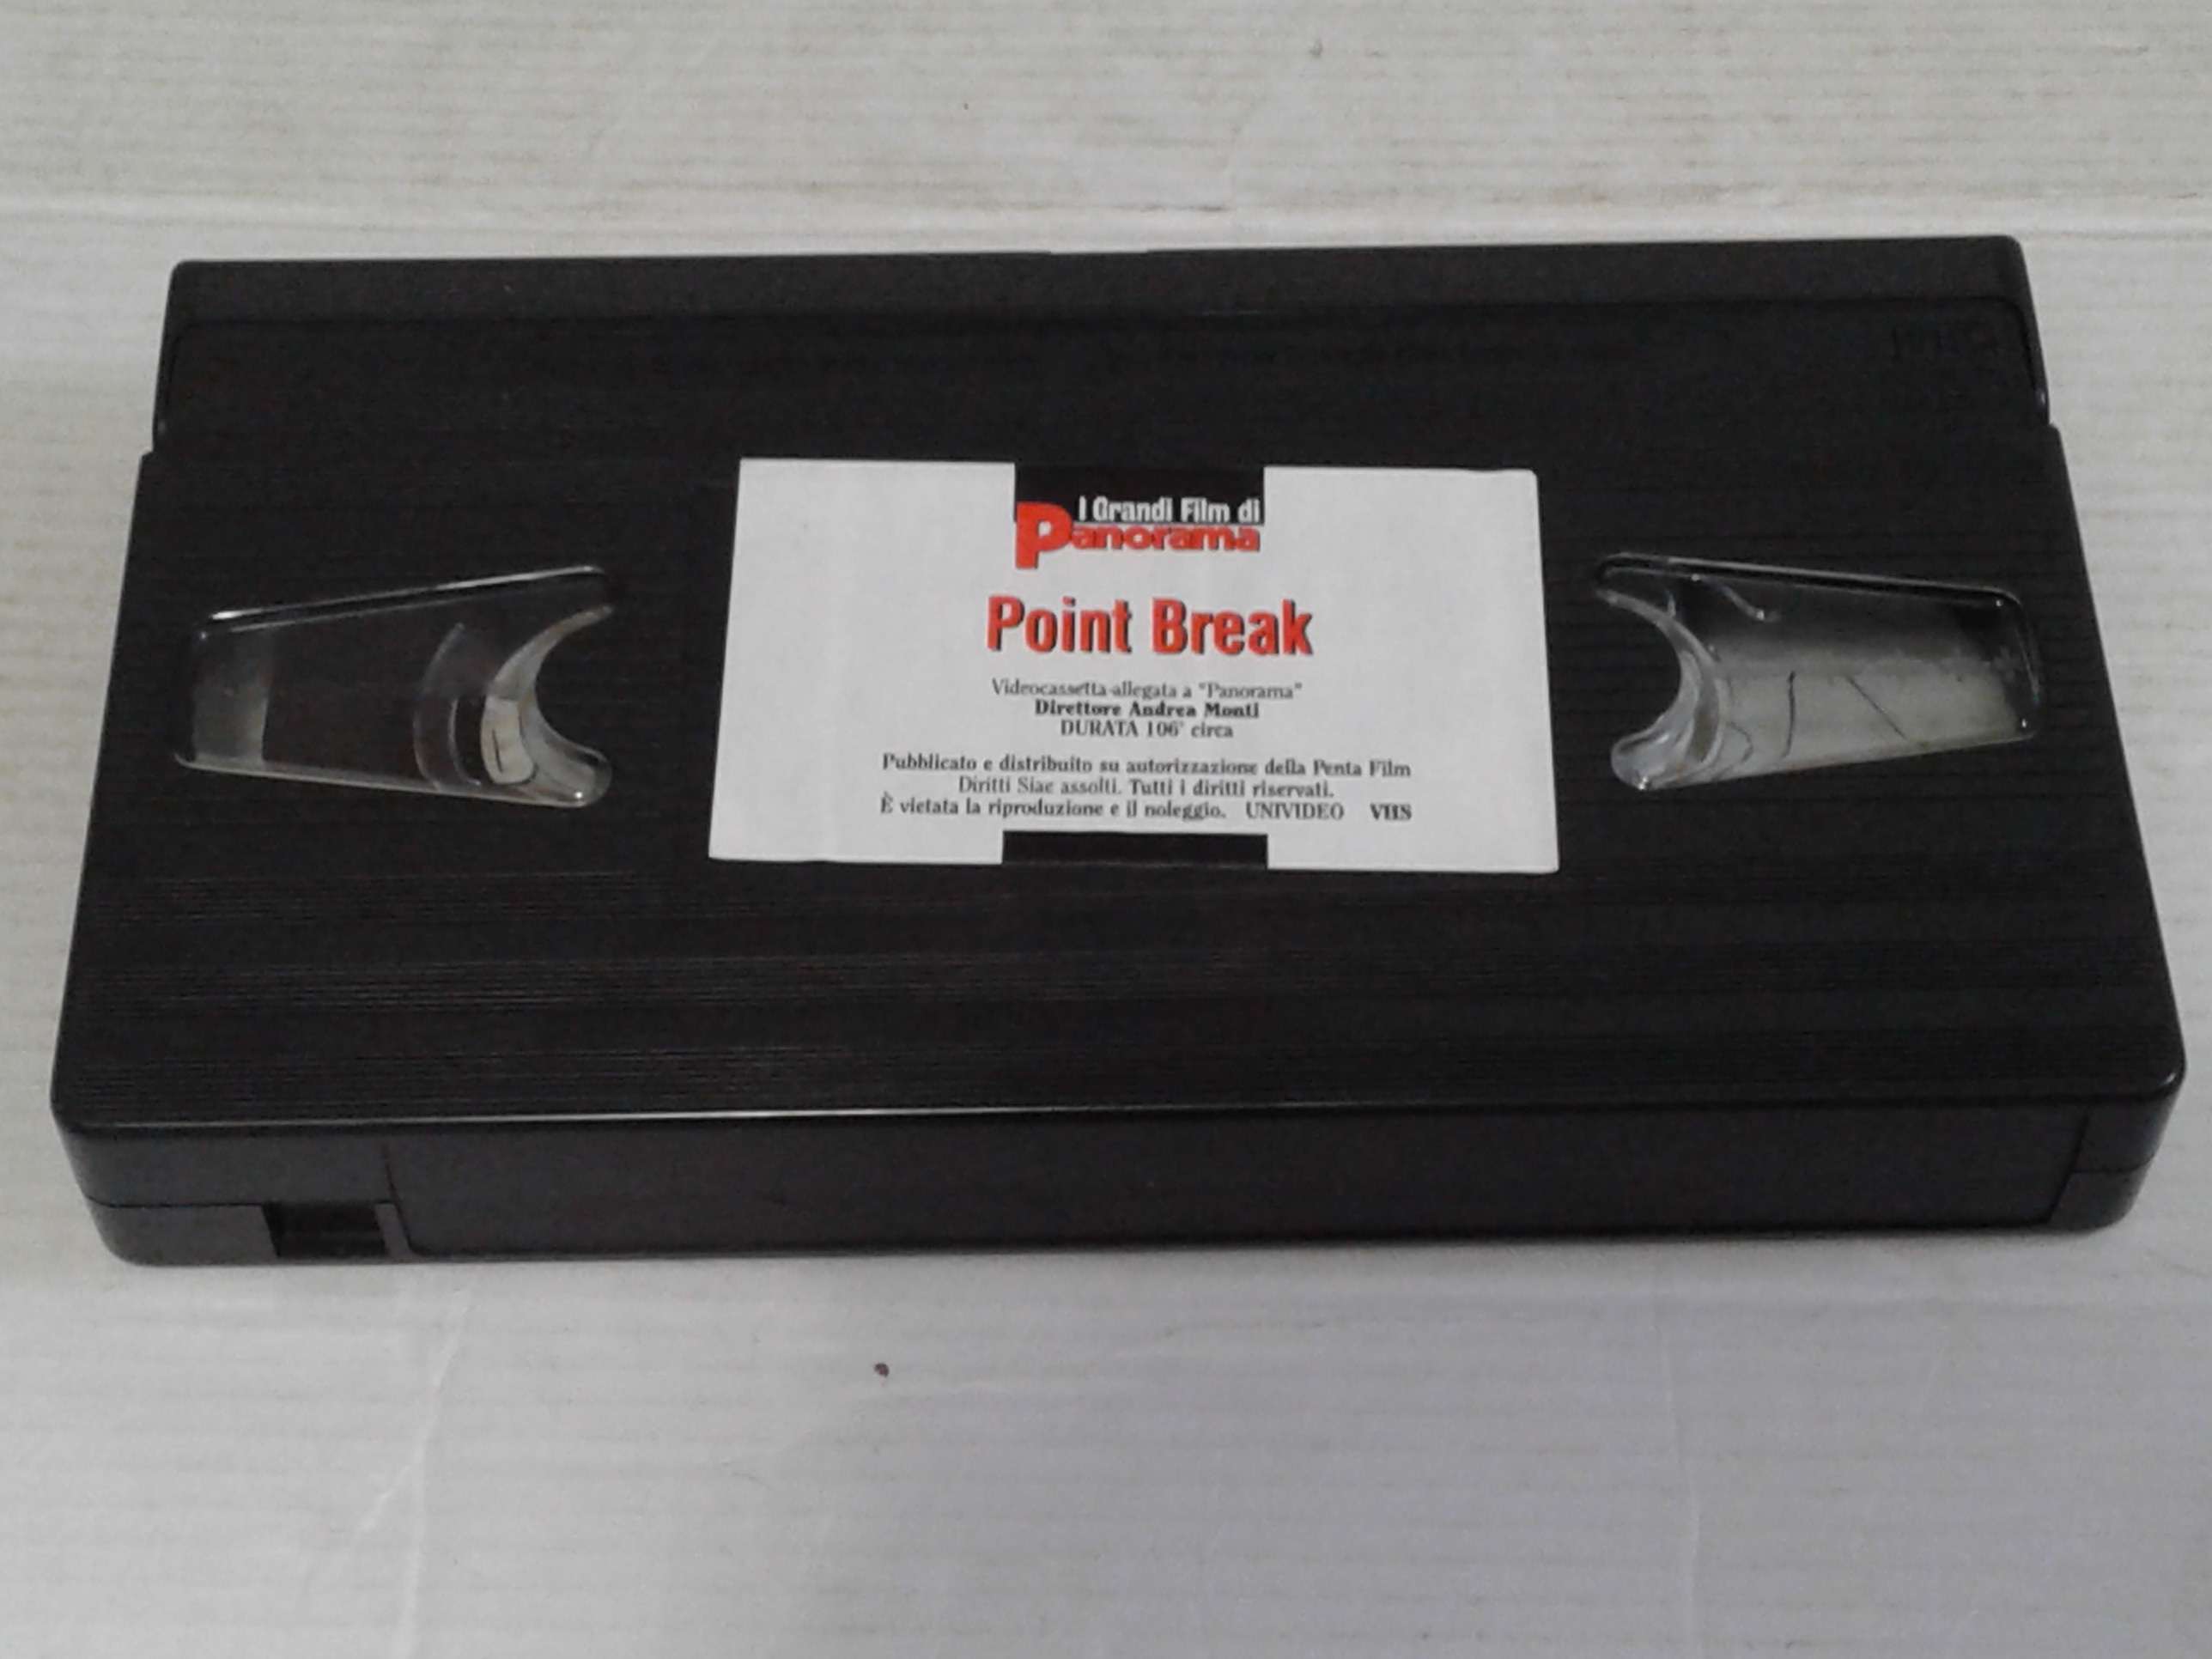 I Grandi Film di
Panorama
Point Break
Videocassetta allegata a "Panorama"
Direttore Andrea Monti
DURATA 106' circa
Pubblicato e distribuito su autorizzazione della Penta Film
Diritti Siae assolti. Tutti i diritti riservati.
È vietata la riproduzione e il noleggio. UNIVIDEO VHS